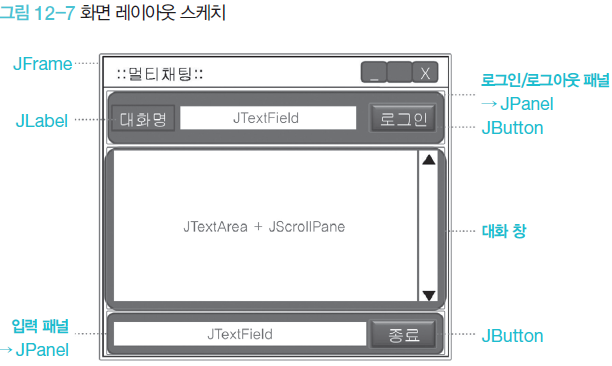 그림 12-7 화면 레이아웃 스케치
JFrame
::멀티채팅::
_ X
로그인/로그아웃 패널
→ JPanel
JLabel
대화명
JTextField
로그인
JButton
JTextArea + JScrollPane
대화 창
입력 패널
→ JPanel
JTextField
종료
JButton